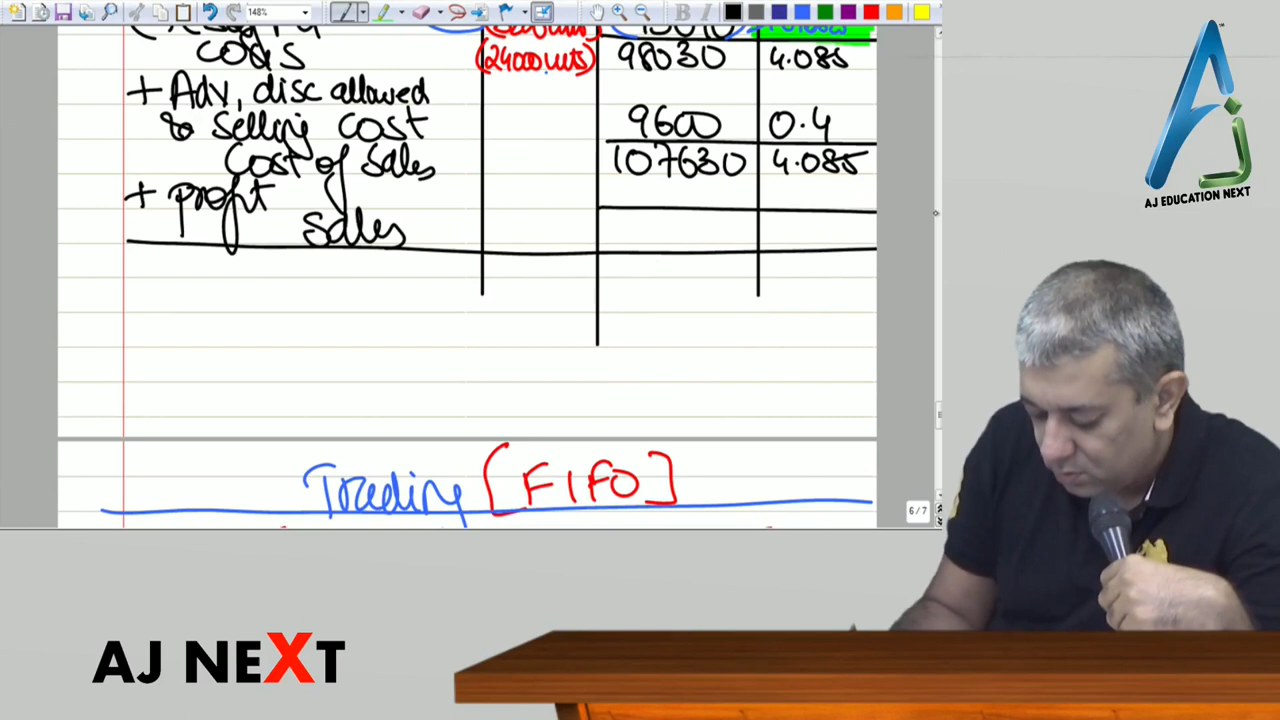 148%
B I U
costs (24000 units) 98030 4.085
+ Adv, disc allowed
& selling cost 9600 0.4
cost of sales 107630 4.085
+ profit
sales
Trading [FIFO]
6/7
AJ EDUCATION NEXT
AJ NEXT